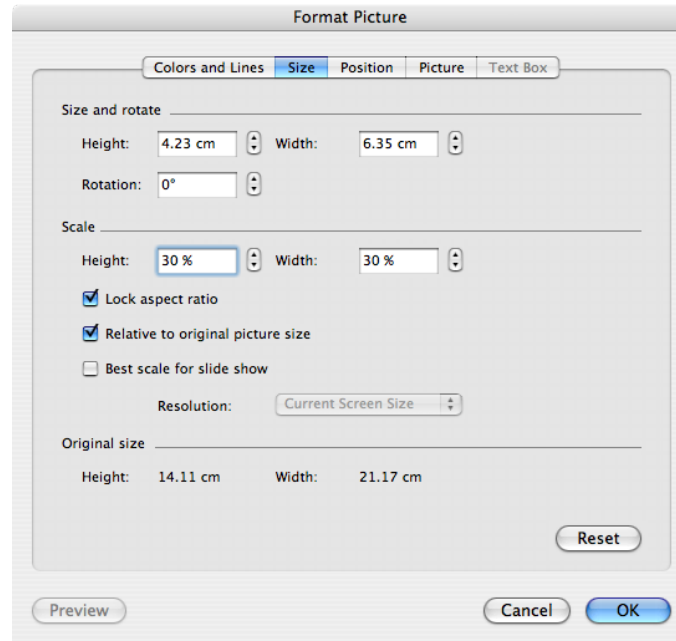 Format Picture
Colors and Lines Size Position Picture Text Box
Size and rotate
Height: 4.23 cm Width: 6.35 cm
Rotation: 0°
Scale
Height: 30 % Width: 30 %
Lock aspect ratio
Relative to original picture size
Best scale for slide show
Resolution: Current Screen Size
Original size
Height: 14.11 cm Width: 21.17 cm
Reset
Preview Cancel OK